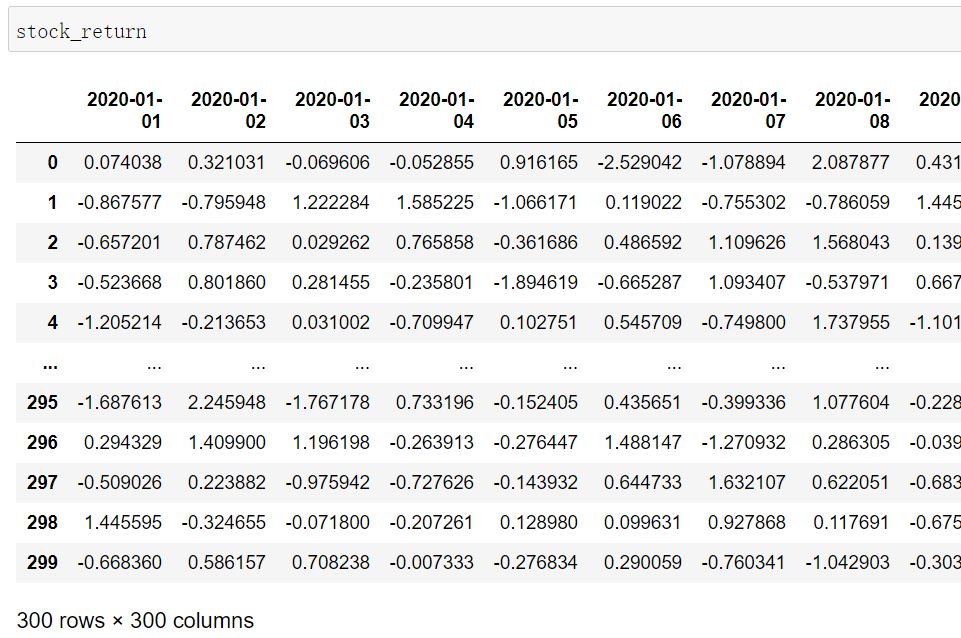 stock_return
2020-01-01 2020-01-02 2020-01-03 2020-01-04 2020-01-05 2020-01-06 2020-01-07 2020-01-08 2020
0 0.074038 0.321031 -0.069606 -0.052855 0.916165 -2.529042 -1.078894 2.087877 0.431
1 -0.867577 -0.795948 1.222284 1.585225 -1.066171 0.119022 -0.755302 -0.786059 1.445
2 -0.657201 0.787462 0.029262 0.765858 -0.361686 0.486592 1.109626 1.568043 0.139
3 -0.523668 0.801860 0.281455 -0.235801 -1.894619 -0.665287 1.093407 -0.537971 0.667
4 -1.205214 -0.213653 0.031002 -0.709947 0.102751 0.545709 -0.749800 1.737955 -1.101
... ... ... ... ... ... ... ... ...
295 -1.687613 2.245948 -1.767178 0.733196 -0.152405 0.435651 -0.399336 1.077604 -0.228
296 0.294329 1.409900 1.196198 -0.263913 -0.276447 1.488147 -1.270932 0.286305 -0.039
297 -0.509026 0.223882 -0.975942 -0.727626 -0.143932 0.644733 1.632107 0.622051 -0.683
298 1.445595 -0.324655 -0.071800 -0.207261 0.128980 0.099631 0.927868 0.117691 -0.675
299 -0.668360 0.586157 0.708238 -0.007333 -0.276834 0.290059 -0.760341 -1.042903 -0.303
300 rows × 300 columns